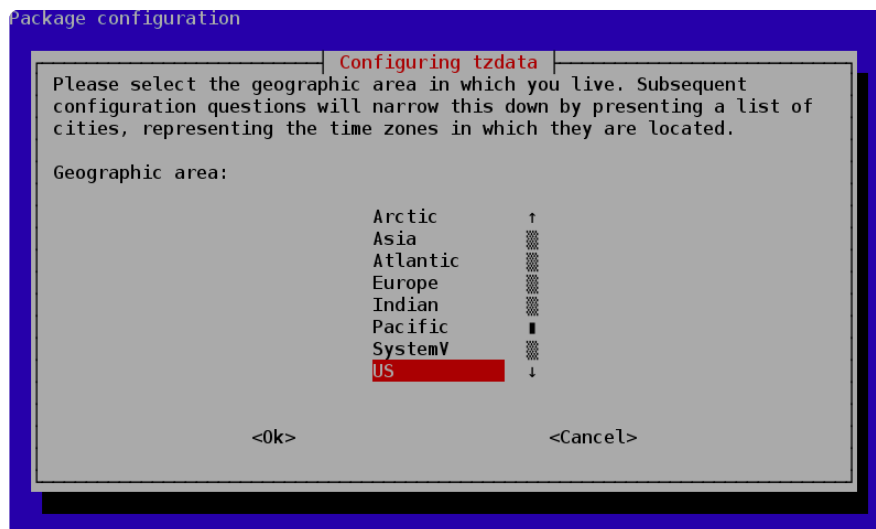 Package configuration
Configuring tzdata
Please select the geographic area in which you live. Subsequent
configuration questions will narrow this down by presenting a list of
cities, representing the time zones in which they are located.
Geographic area:
Arctic ↑
Asia
Atlantic
Europe
Indian
Pacific
SystemV
US ↓
<Ok> <Cancel>